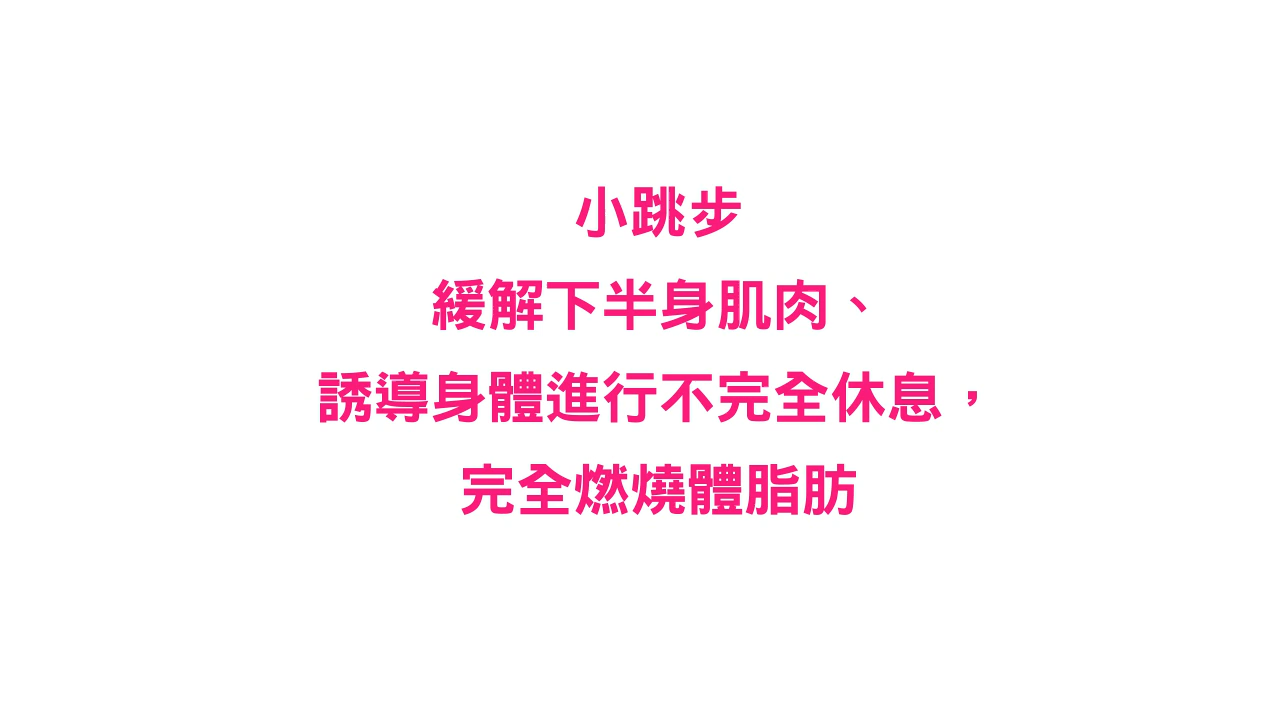 小跳步
緩解下半身肌肉、
誘導身體進行不完全休息，
完全燃燒體脂肪